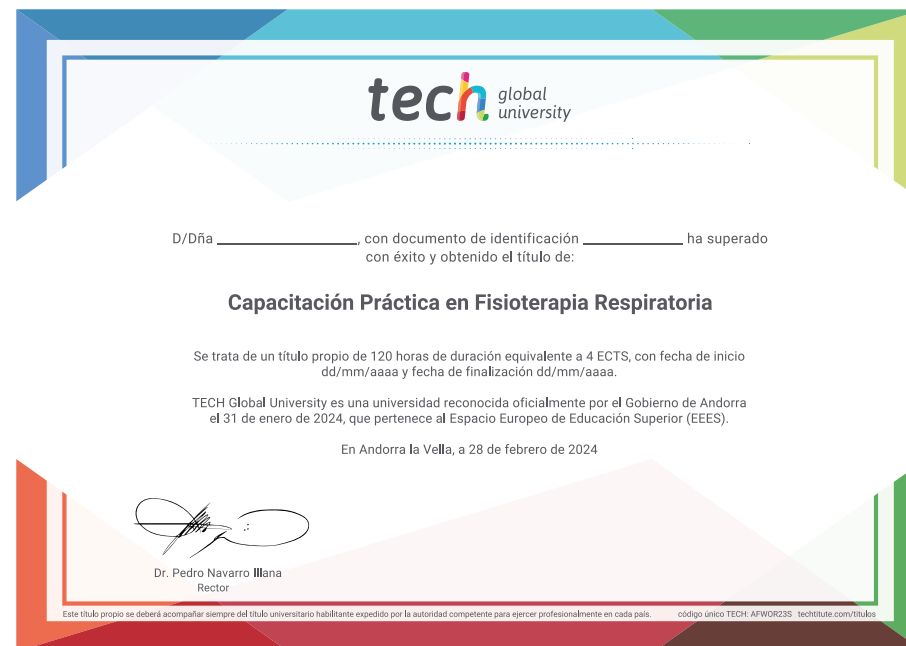 tech global university
D/Dña ____________________, con documento de identificación ______________ ha superado
con éxito y obtenido el título de:
Capacitación Práctica en Fisioterapia Respiratoria
Se trata de un título propio de 120 horas de duración equivalente a 4 ECTS, con fecha de inicio
dd/mm/aaaa y fecha de finalización dd/mm/aaaa.
TECH Global University es una universidad reconocida oficialmente por el Gobierno de Andorra
el 31 de enero de 2024, que pertenece al Espacio Europeo de Educación Superior (EEES).
En Andorra la Vella, a 28 de febrero de 2024
Dr. Pedro Navarro Illana
Rector
Este título propio se deberá acompañar siempre del título universitario habilitante expedido por la autoridad competente para ejercer profesionalmente en cada país. código único TECH: AFWOR23S techtitute.com/titulos